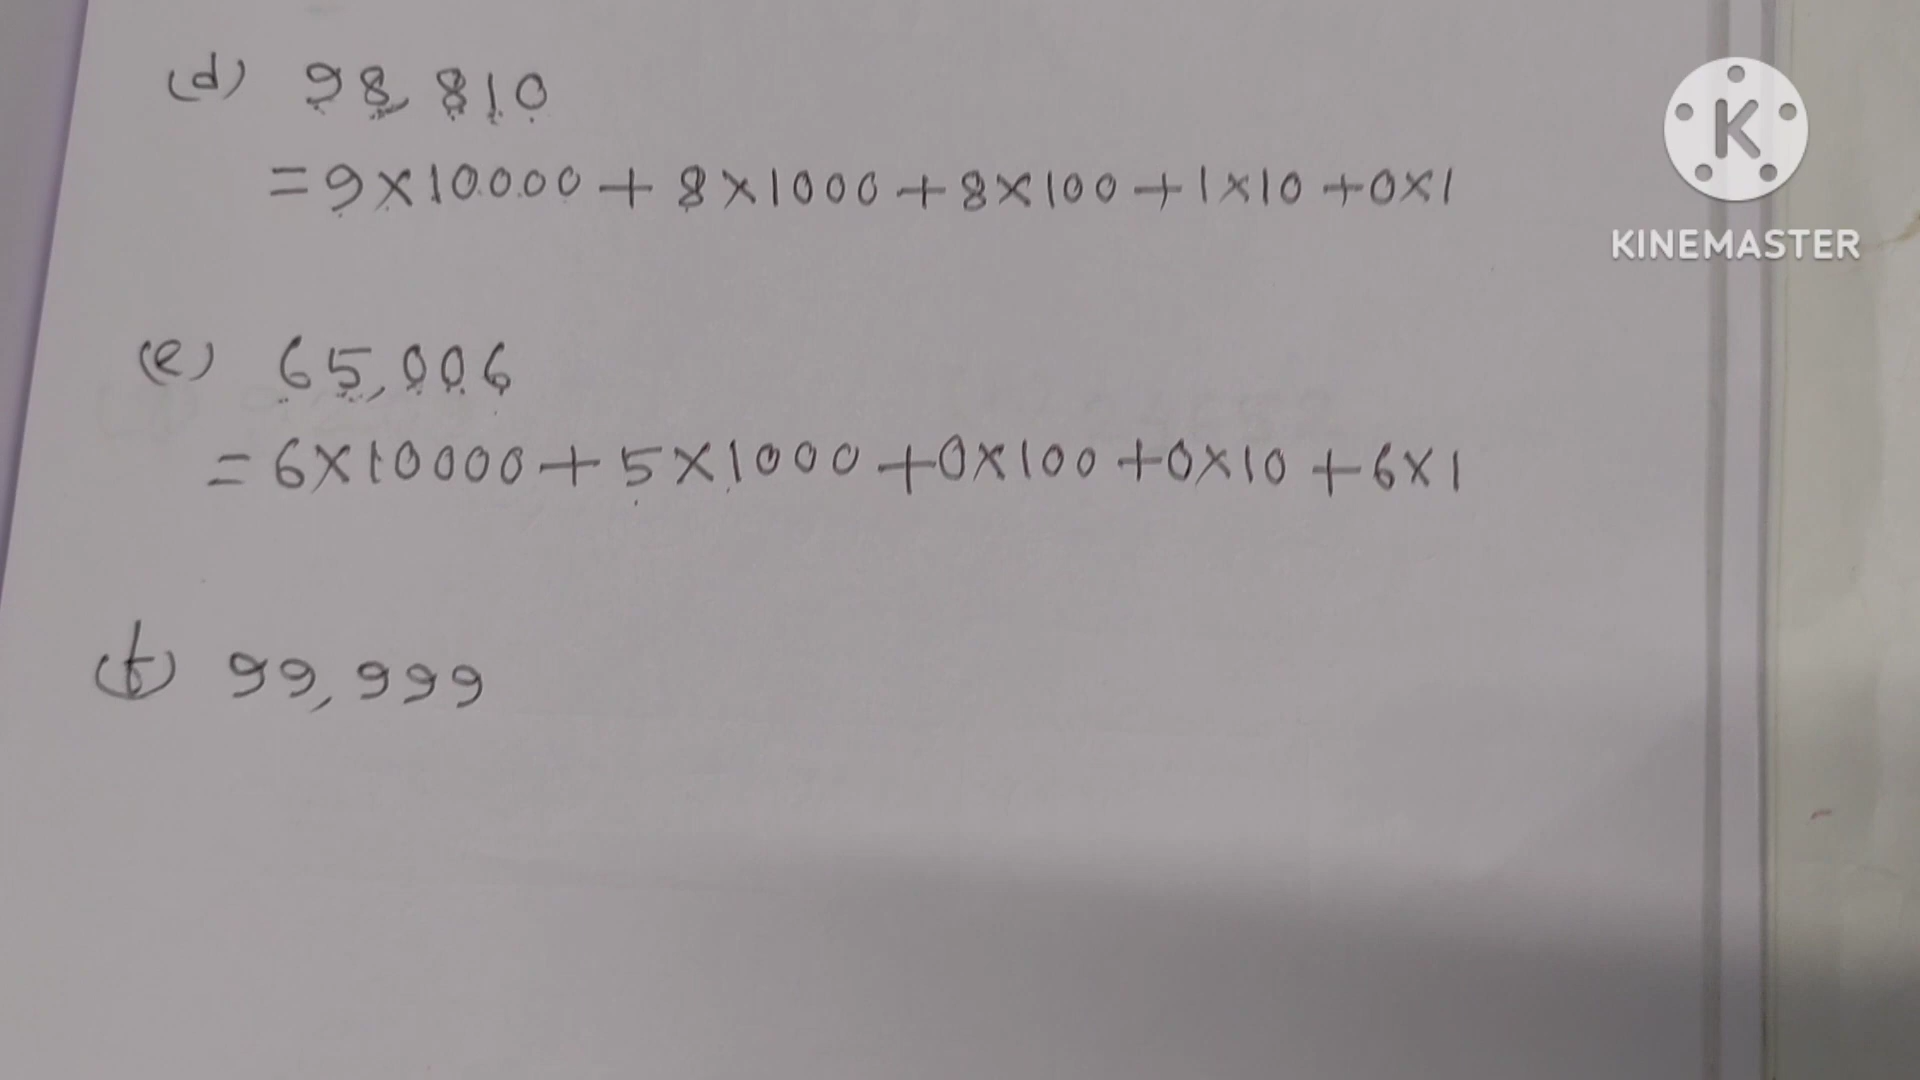 (d) 98,810
=9×10000+8×1000+8×100+1×10+0×1
(e) 65,006
=6×10000+5×1000+0×100+0×10+6×1
(f) 99,999
K
KINEMASTER